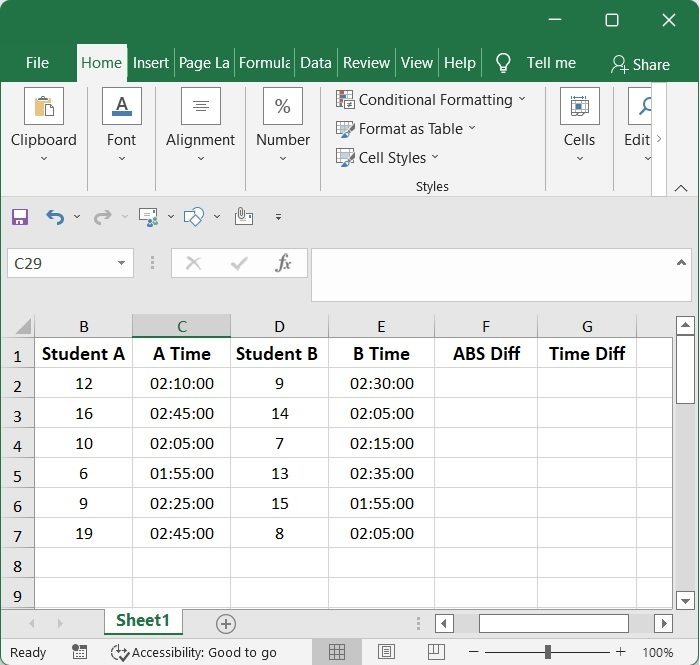 File Home Insert Page La Formula Data Review View Help Tell me Share
Clipboard Font Alignment % Number Conditional Formatting Format as Table Cell Styles Cells Edit
A
Styles
C29 fx
B C D E F G
1 Student A A Time Student B B Time ABS Diff Time Diff
2 12 02:10:00 9 02:30:00
3 16 02:45:00 14 02:05:00
4 10 02:05:00 7 02:15:00
5 6 01:55:00 13 02:35:00
6 9 02:25:00 15 01:55:00
7 19 02:45:00 8 02:05:00
8
9
Sheet1
Ready Accessibility: Good to go 100%